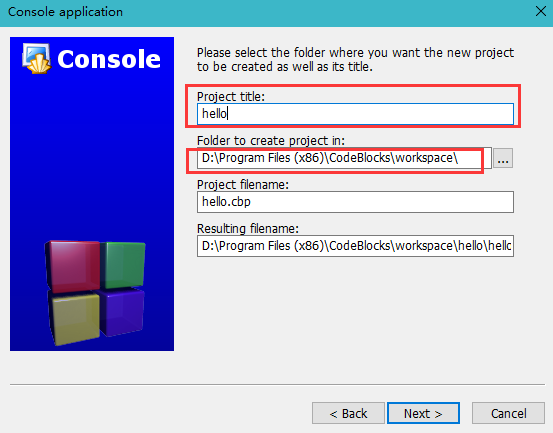 Console application
Console
Please select the folder where you want the new project
to be created as well as its title.
Project title:
hello
Folder to create project in:
D:\Program Files (x86)\CodeBlocks\workspace\
...
Project filename:
hello.cbp
Resulting filename:
D:\Program Files (x86)\CodeBlocks\workspace\hello\hello
< Back
Next >
Cancel